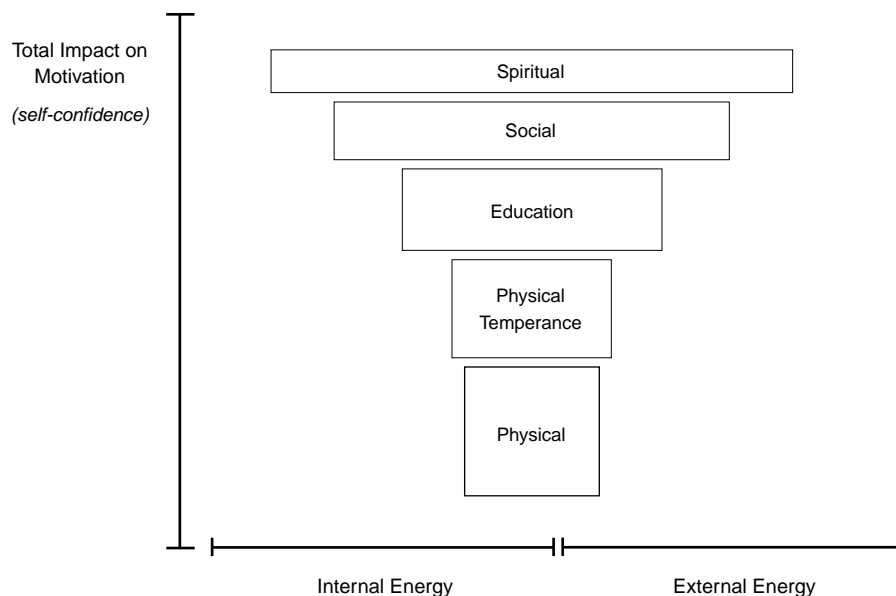 Total Impact on
Motivation
(self-confidence)
Spiritual
Social
Education
Physical
Temperance
Physical
Internal Energy
External Energy